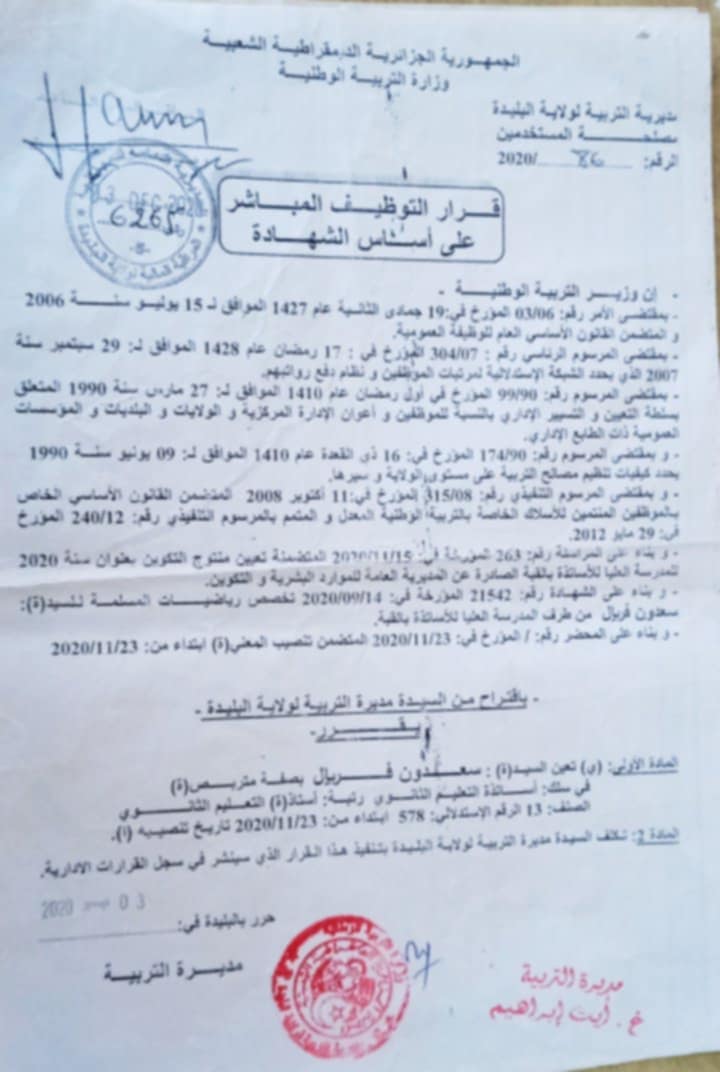 الجمهورية الجزائرية الديمقراطية الشعبية
وزارة التربية الوطنية
مديرية التربية لولاية البليدة
مصلحة المستخدمين
الرقم: 86 /2020
03 DEC 2020
6265
قرار التوظيف المباشر
على أساس الشهادة
- إن وزير التربية الوطنية -
- بمقتضى الأمر رقم: 03/06 المؤرخ في: 19 جمادى الثانية عام 1427 الموافق لـ 15 يوليو سنة 2006
و المتضمن القانون الأساسي العام للوظيفة العمومية.
- بمقتضى المرسوم الرئاسي رقم : 304/07 المؤرخ في : 17 رمضان عام 1428 الموافق لـ: 29 سبتمبر سنة
2007 الذي يحدد الشبكة الإستدلالية لمرتبات الموظفين و نظام دفع رواتبهم.
- بمقتضى المرسوم رقم: 99/90 المؤرخ في أول رمضان عام 1410 الموافق لـ: 27 مارس سنة 1990 المتعلق
بسلطة التعيين و التسيير الإداري بالنسبة للموظفين و أعوان الإدارة المركزية و الولايات و البلديات و المؤسسات
العمومية ذات الطابع الإداري.
- و بمقتضى المرسوم رقم: 174/90 المؤرخ في: 16 ذي القعدة عام 1410 الموافق لـ: 09 يونيو سنة 1990
يحدد كيفيات تنظيم مصالح التربية على مستوى الولاية و سيرها.
- و بمقتضى المرسوم التنفيذي رقم: 315/08 المؤرخ في: 11 أكتوبر 2008 المتضمن القانون الأساسي الخاص
بالموظفين المنتمين للأسلاك الخاصة بالتربية الوطنية المعدل و المتمم بالمرسوم التنفيذي رقم: 240/12 المؤرخ
في: 29 مايو 2012.
- و بناء على المراسلة رقم: 263 المؤرخة في: 2020/11/15 المتضمنة تعيين منتوج التكوين بعنوان سنة 2020
للمدرسة العليا للأساتذة بالقبة الصادرة عن المديرية العامة للموارد البشرية و التكوين.
- و بناء على الشهادة رقم: 21542 المؤرخة في: 2020/09/14 تخصص رياضيات المسلمة للسيد(ة):
سعدون فريال من طرف المدرسة العليا للأساتذة بالقبة.
- و بناء على المحضر رقم: / المؤرخ في: 2020/11/23 المتضمن تنصيب المعني(ة) ابتداء من: 2020/11/23
- باقتراح من السيدة مديرة التربية لولاية البليدة -
- يقرر -
المادة الأولى: (ي) تعين السيد(ة) : سعدون فريال بصفة متربص(ة)
في سلك: أساتذة التعليم الثانوي رتبة: أستاذ(ة) التعليم الثانوي
الصنف: 13 الرقم الإستدلالي: 578 ابتداء من: 2020/11/23 تاريخ تنصيبه (ا).
المادة 2: تكلف السيدة مديرة التربية لولاية البليدة بتنفيذ هذا القرار الذي سينشر في سجل القرارات الادارية.
حرر بالبليدة في: 03 ديسمبر 2020
مديرة التربية
مديرة التربية
غ . أيت إبراهيم